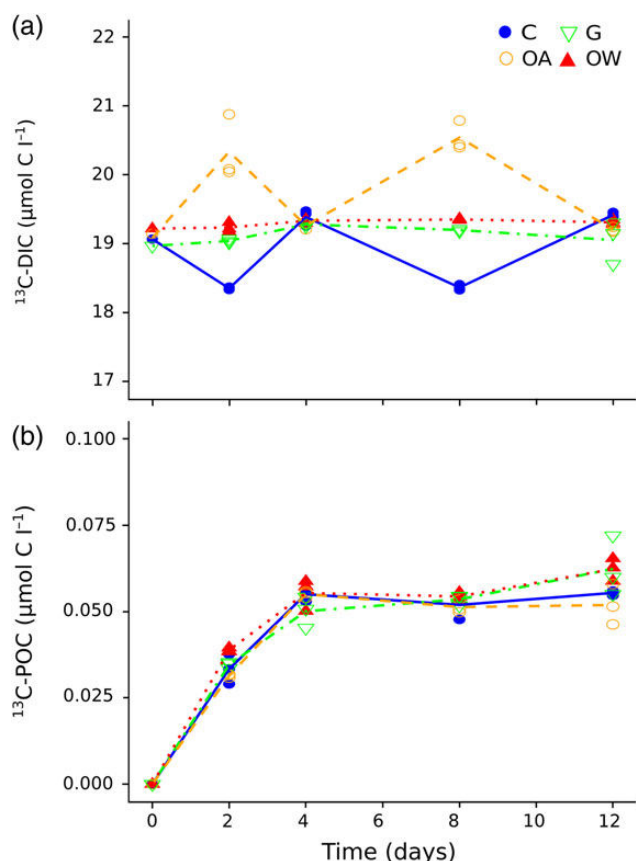 (a)
C G
OA OW
22
21
20
19
18
17
¹³C-DIC (μmol C l⁻¹)
(b)
0.100
0.075
0.050
0.025
0.000
¹³C-POC (μmol C l⁻¹)
0 2 4 6 8 10 12
Time (days)